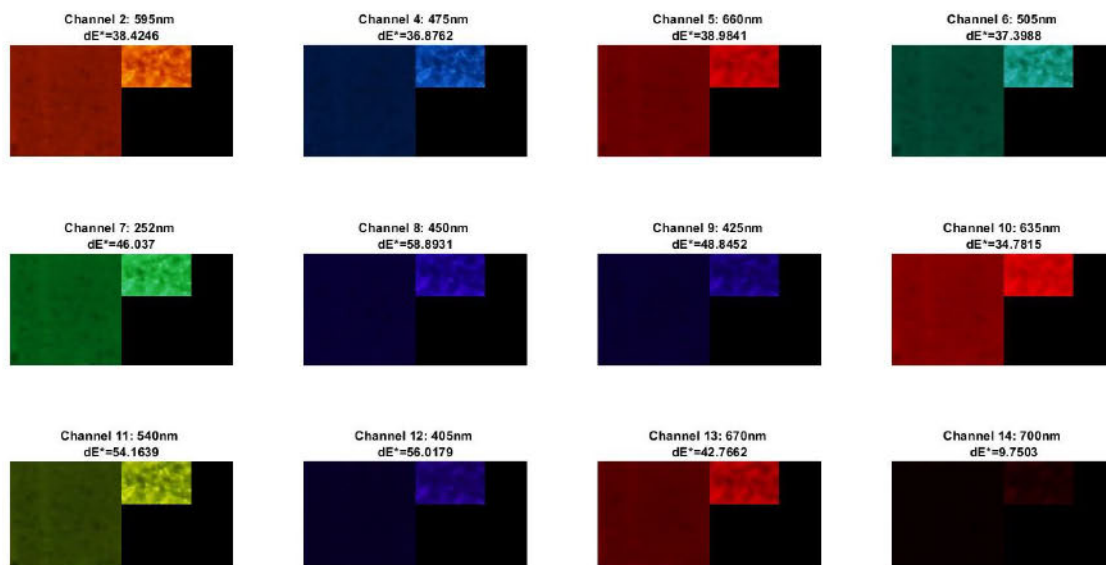 Channel 2: 595nm
dE*=38.4246
Channel 4: 475nm
dE*=36.8762
Channel 5: 660nm
dE*=38.9841
Channel 6: 505nm
dE*=37.3988
Channel 7: 252nm
dE*=46.037
Channel 8: 450nm
dE*=58.8931
Channel 9: 425nm
dE*=48.8452
Channel 10: 635nm
dE*=34.7815
Channel 11: 540nm
dE*=54.1639
Channel 12: 405nm
dE*=56.0179
Channel 13: 670nm
dE*=42.7662
Channel 14: 700nm
dE*=9.7503